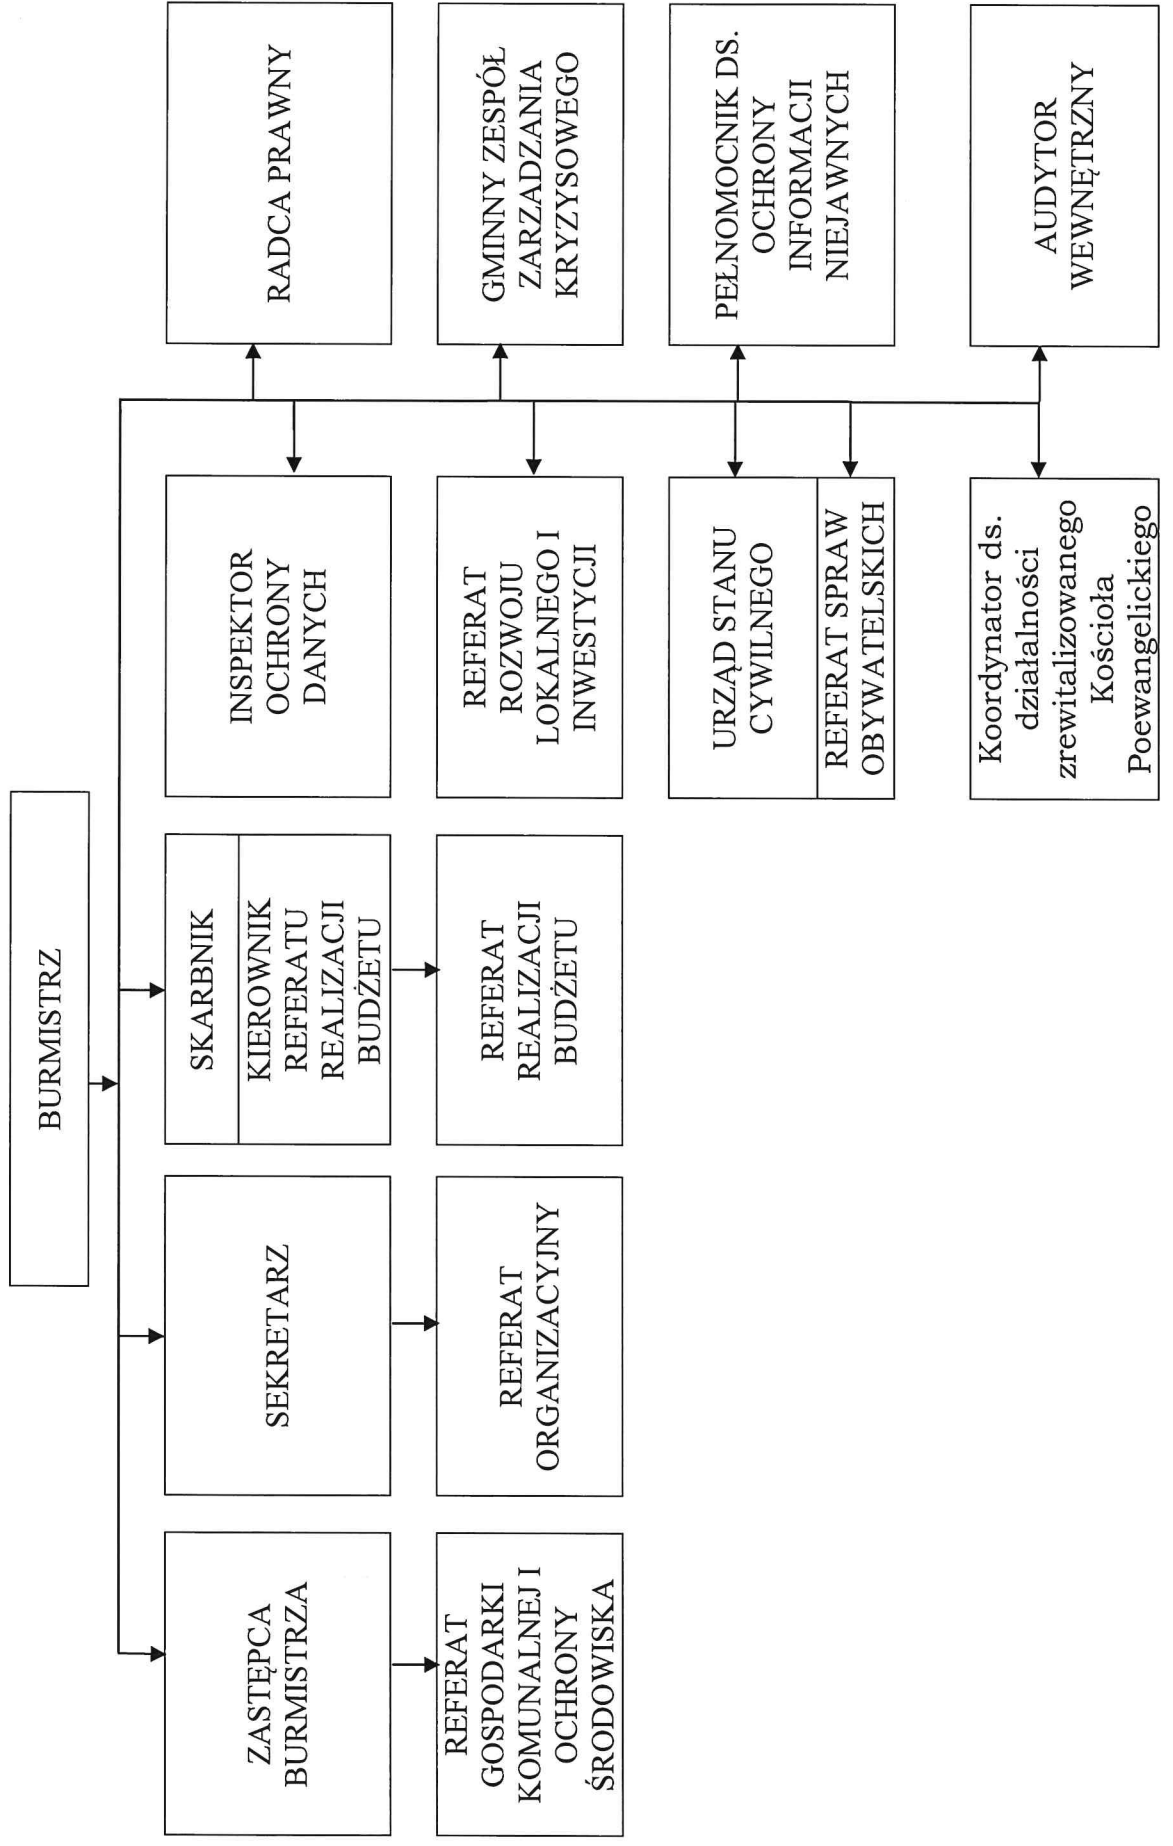 BURMISTRZ
ZASTĘPCA
BURMISTRZA
SEKRETARZ
SKARBNIK
KIEROWNIK
REFERATU
REALIZACJI
BUDŻETU
INSPEKTOR
OCHRONY
DANYCH
RADCA PRAWNY
REFERAT
GOSPODARKI
KOMUNALNEJ I
OCHRONY
ŚRODOWISKA
REFERAT
ORGANIZACYJNY
REFERAT
REALIZACJI
BUDŻETU
REFERAT
ROZWOJU
LOKALNEGO I
INWESTYCJI
GMINNY ZESPÓŁ
ZARZADZANIA
KRYZYSOWEGO
URZĄD STANU
CYWILNEGO
REFERAT SPRAW
OBYWATELSKICH
PEŁNOMOCNIK DS.
OCHRONY
INFORMACJI
NIEJAWNYCH
Koordynator ds.
działalności
zrewitalizowanego
Kościoła
Poewangelickiego
AUDYTOR
WEWNĘTRZNY